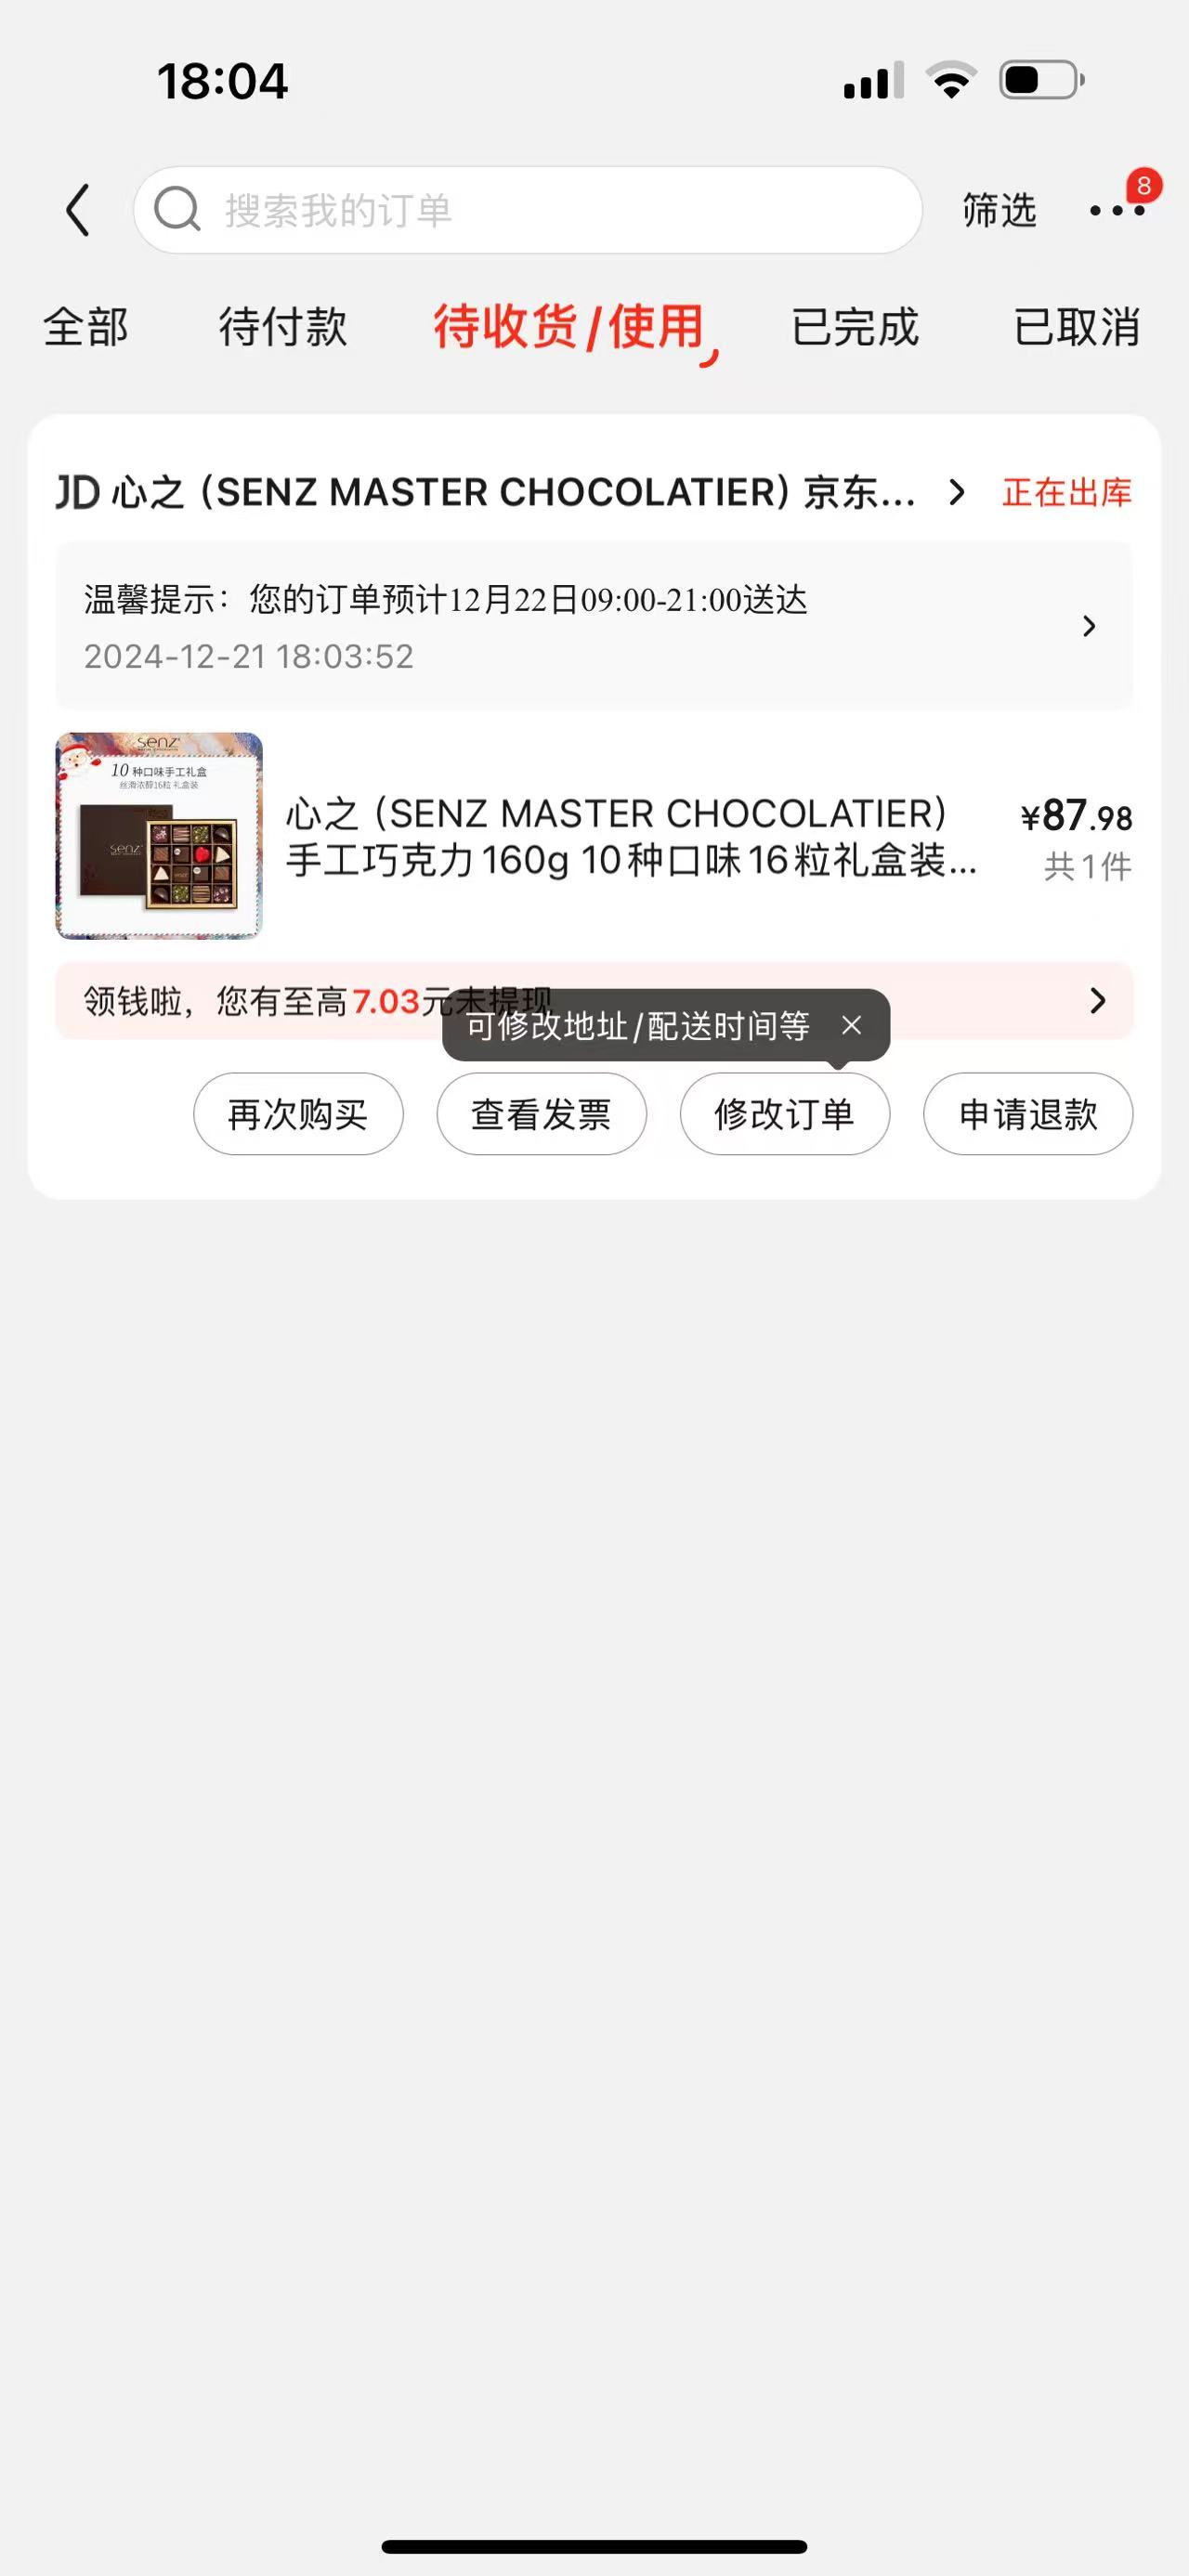 18:04
搜索我的订单
筛选
8
全部
待付款
待收货/使用
已完成
已取消
JD 心之（SENZ MASTER CHOCOLATIER）京东...
正在出库
温馨提示：您的订单预计12月22日09:00-21:00送达
2024-12-21 18:03:52
senz
10 种口味手工礼盒
丝滑浓醇16粒 礼盒装
senz
心之（SENZ MASTER CHOCOLATIER）
手工巧克力160g 10种口味16粒礼盒装...
¥87.98
共1件
领钱啦，您有至高7.03元未提现
可修改地址/配送时间等
再次购买
查看发票
修改订单
申请退款